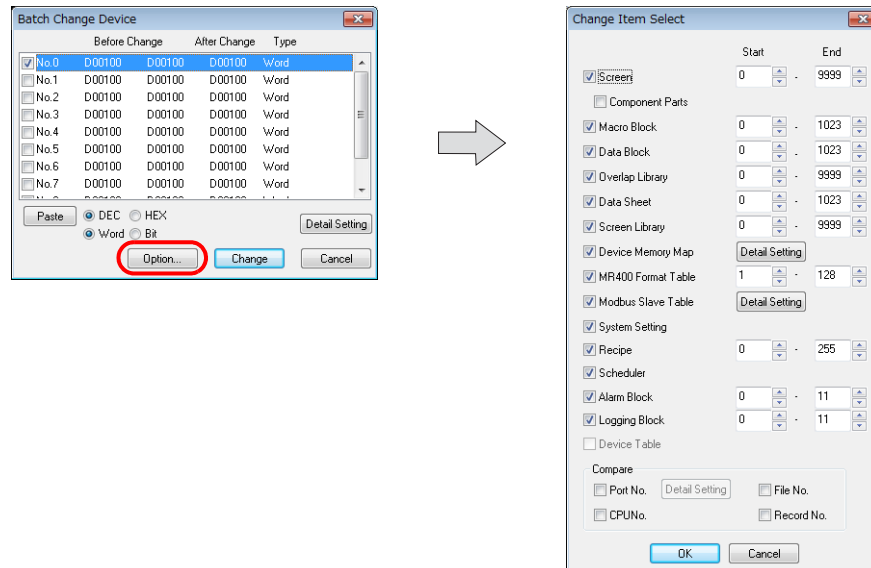 Batch Change Device
Before Change After Change Type
No.0 D00100 D00100 D00100 Word
No.1 D00100 D00100 D00100 Word
No.2 D00100 D00100 D00100 Word
No.3 D00100 D00100 D00100 Word
No.4 D00100 D00100 D00100 Word
No.5 D00100 D00100 D00100 Word
No.6 D00100 D00100 D00100 Word
No.7 D00100 D00100 D00100 Word
Paste DEC HEX Detail Setting
Word Bit
Option... Change Cancel
Change Item Select
Start End
Screen 0 - 9999
Component Parts
Macro Block 0 - 1023
Data Block 0 - 1023
Overlap Library 0 - 9999
Data Sheet 0 - 1023
Screen Library 0 - 9999
Device Memory Map Detail Setting
MR400 Format Table 1 - 128
Modbus Slave Table Detail Setting
System Setting
Recipe 0 - 255
Scheduler
Alarm Block 0 - 11
Logging Block 0 - 11
Device Table
Compare
Port No. Detail Setting File No.
CPUNo. Record No.
OK Cancel